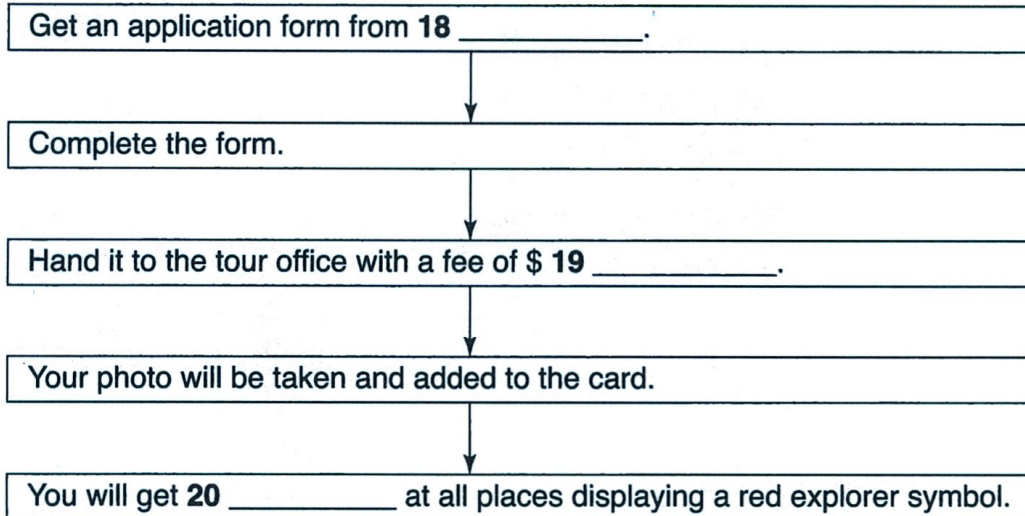 Get an application form from 18 ____________.
Complete the form.
Hand it to the tour office with a fee of $ 19 ____________.
Your photo will be taken and added to the card.
You will get 20 ___________ at all places displaying a red explorer symbol.